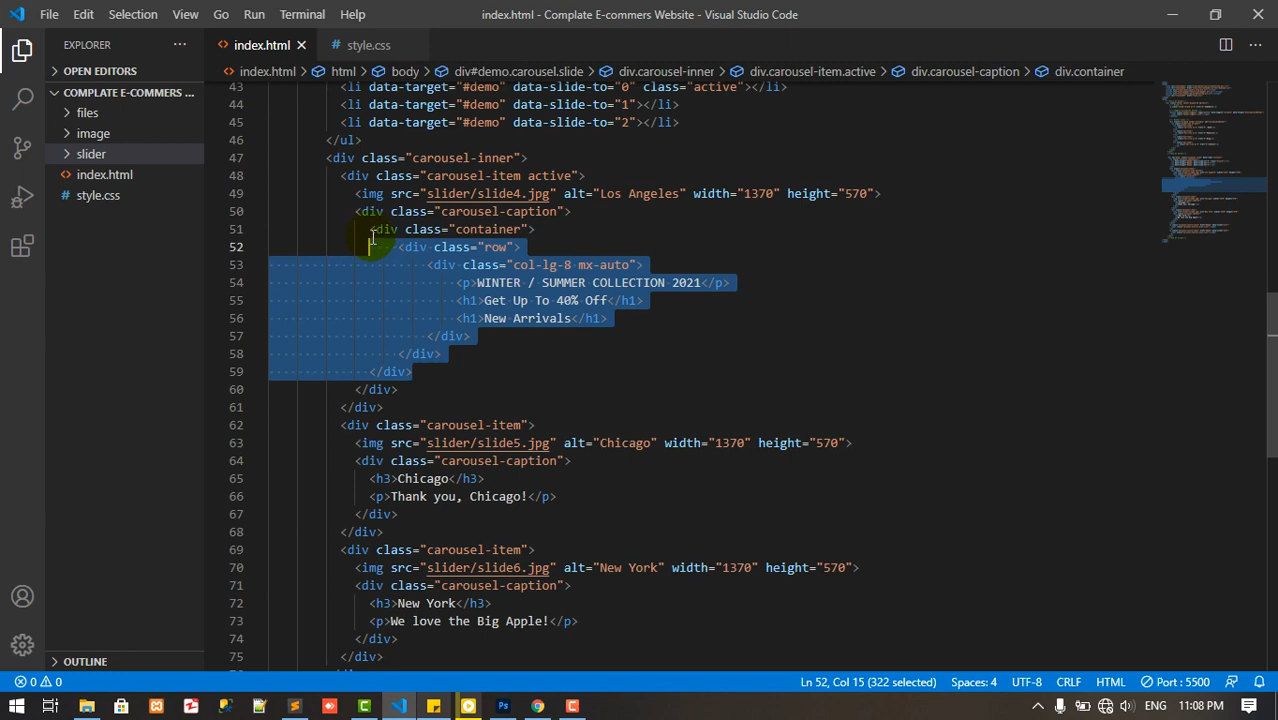 File Edit Selection View Go Run Terminal Help index.html - Complate E-commers Website - Visual Studio Code
EXPLORER ··· <> index.html × # style.css
<> index.html > html > body > div#demo.carousel.slide > div.carousel-inner > div.carousel-item.active > div.carousel-caption > div.container
OPEN EDITORS
COMPLATE E-COMMERS ...
files
image
slider
<> index.html
# style.css
OUTLINE
43 <li data-target="#demo" data-slide-to="0" class="active"></li>
44 <li data-target="#demo" data-slide-to="1"></li>
45 <li data-target="#demo" data-slide-to="2"></li>
46 </ul>
47 <div class="carousel-inner">
48 <div class="carousel-item active">
49 <img src="slider/slide4.jpg" alt="Los Angeles" width="1370" height="570">
50 <div class="carousel-caption">
51 <div class="container">
52 <div class="row">
53 <div class="col-lg-8 mx-auto">
54 <p>WINTER / SUMMER COLLECTION 2021</p>
55 <h1>Get Up To 40% Off</h1>
56 <h1>New Arrivals</h1>
57 </div>
58 </div>
59 </div>
60 </div>
61 </div>
62 <div class="carousel-item">
63 <img src="slider/slide5.jpg" alt="Chicago" width="1370" height="570">
64 <div class="carousel-caption">
65 <h3>Chicago</h3>
66 <p>Thank you, Chicago!</p>
67 </div>
68 </div>
69 <div class="carousel-item">
70 <img src="slider/slide6.jpg" alt="New York" width="1370" height="570">
71 <div class="carousel-caption">
72 <h3>New York</h3>
73 <p>We love the Big Apple!</p>
74 </div>
75 </div>
0 0 Ln 52, Col 15 (322 selected) Spaces: 4 UTF-8 CRLF HTML Port : 5500
ENG 11:08 PM